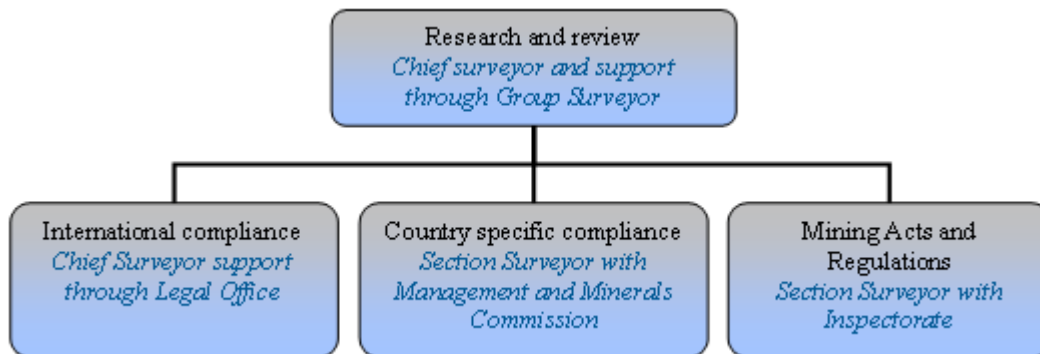 Research and review
Chief surveyor and support
through Group Surveyor
International compliance
Chief Surveyor support
through Legal Office
Country specific compliance
Section Surveyor with
Management and Minerals
Commission
Mining Acts and
Regulations
Section Surveyor with
Inspectorate